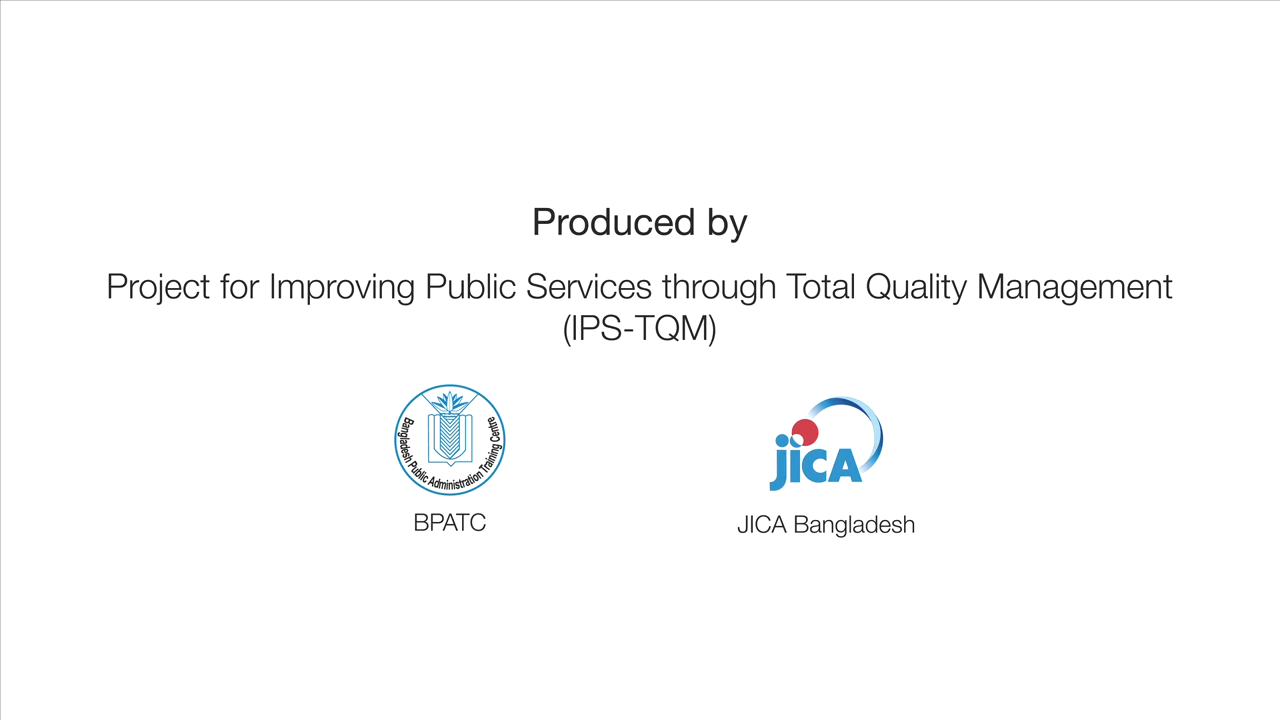 Produced by
Project for Improving Public Services through Total Quality Management
(IPS-TQM)
Bangladesh Public Administration Training Centre
BPATC
JICA
JICA Bangladesh